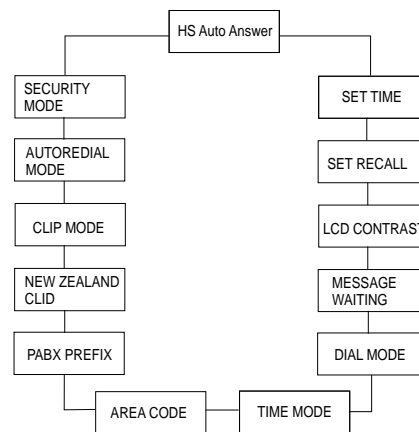 HS Auto Answer
SECURITY
MODE
SET TIME
AUTOREDIAL
MODE
SET RECALL
CLIP MODE
LCD CONTRAST
NEW ZEALAND
CLID
MESSAGE
WAITING
PABX PREFIX
DIAL MODE
AREA CODE
TIME MODE